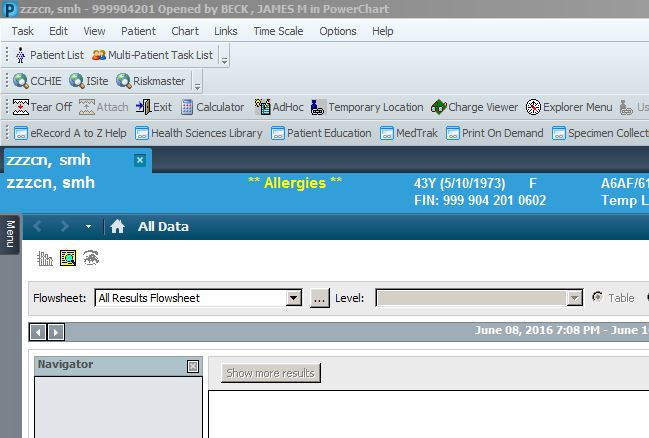 zzzcn, smh - 999904201 Opened by BECK , JAMES M in PowerChart
Task Edit View Patient Chart Links Time Scale Options Help
Patient List Multi-Patient Task List
CCHIE ISite Riskmaster
Tear Off Attach Exit Calculator AdHoc Temporary Location Charge Viewer Explorer Menu Us
eRecord A to Z Help Health Sciences Library Patient Education MedTrak Print On Demand Specimen Collect
zzzcn, smh
zzzcn, smh ** Allergies ** 43Y (5/10/1973) F A6AF/61
FIN: 999 904 201 0602 Temp L
Menu
All Data
Flowsheet: All Results Flowsheet ... Level: Table
June 08, 2016 7:08 PM - June 1
Navigator
Show more results